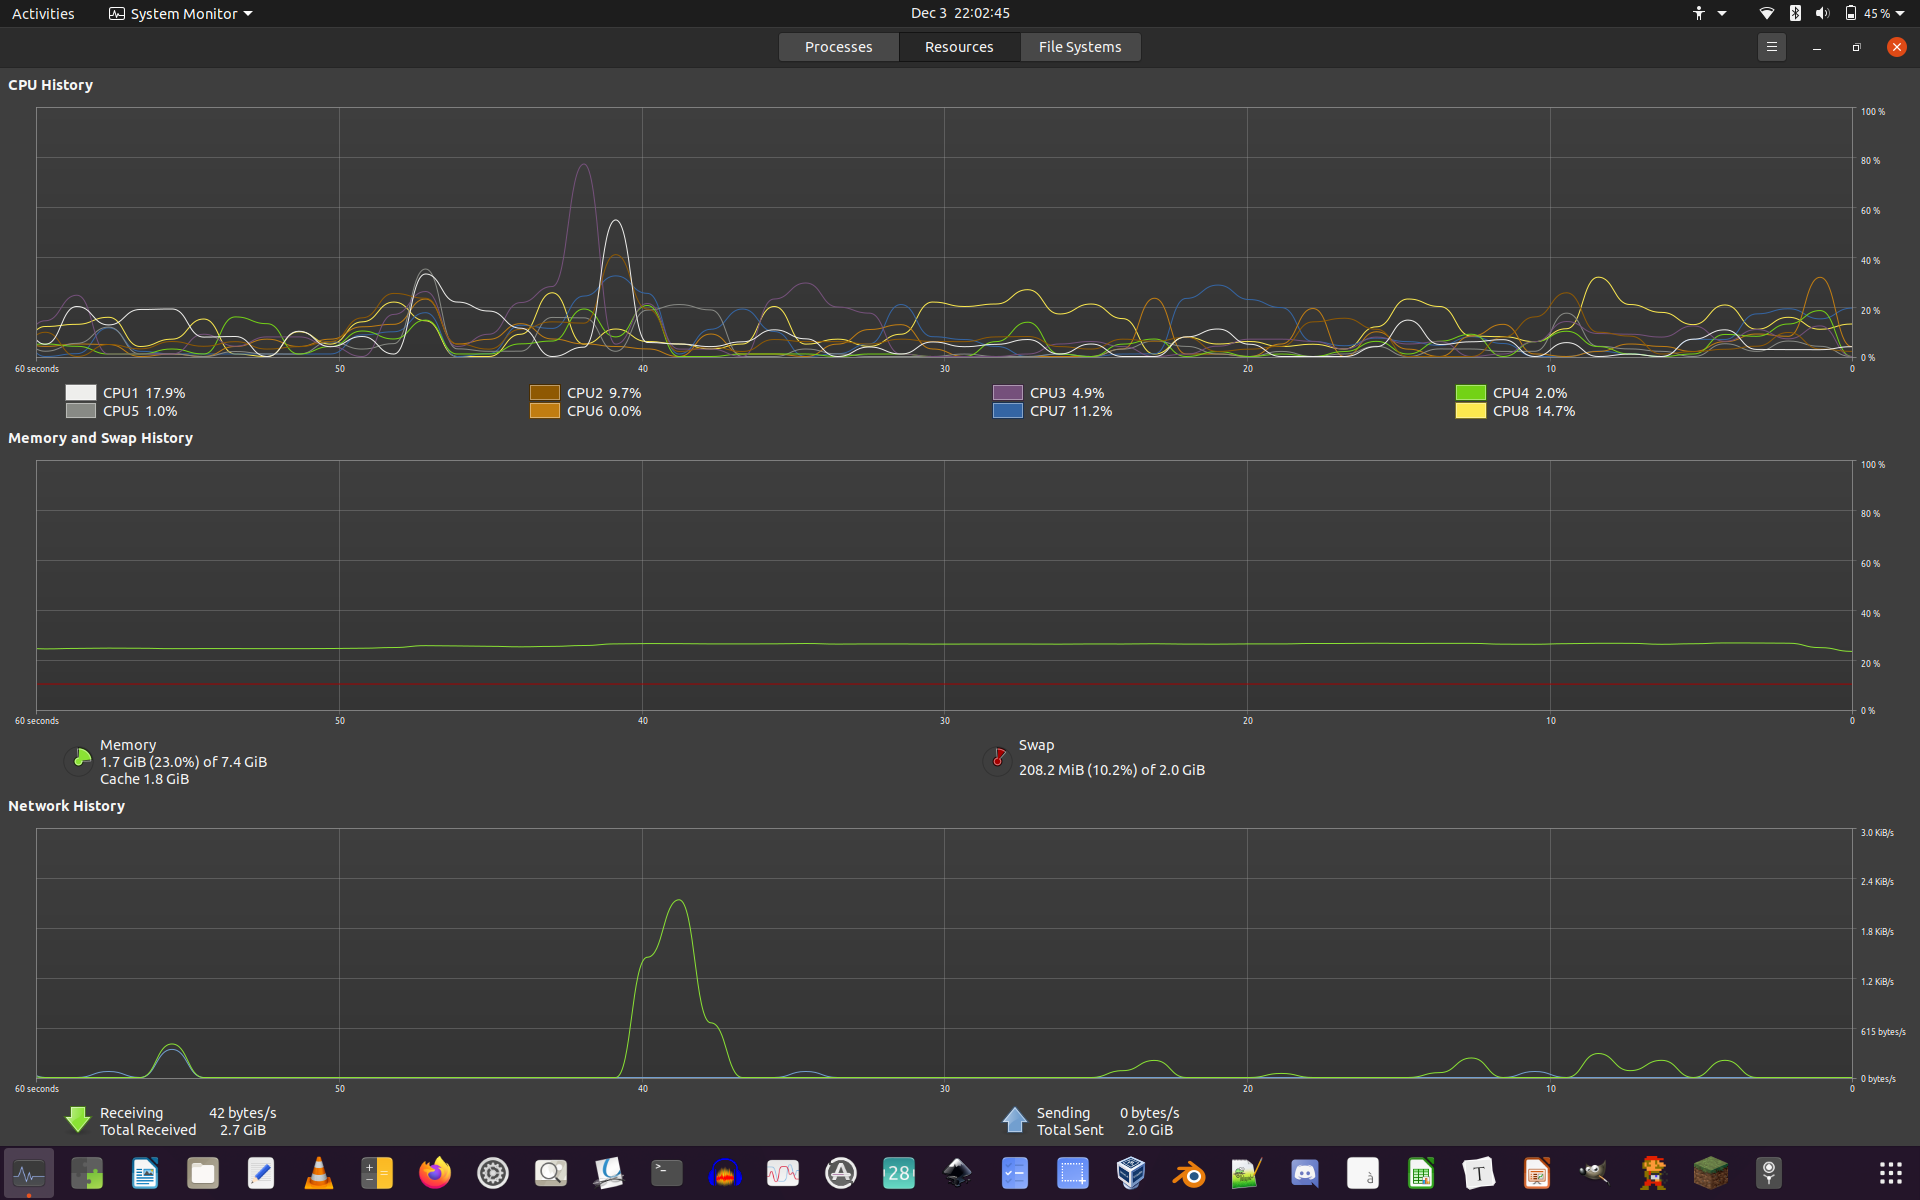 Activities
System Monitor
Dec 3 22:02:45
45 %
Processes
Resources
File Systems
CPU History
100 %
80 %
60 %
40 %
20 %
0 %
60 seconds
50
40
30
20
10
0
CPU1 17.9%
CPU2 9.7%
CPU3 4.9%
CPU4 2.0%
CPU5 1.0%
CPU6 0.0%
CPU7 11.2%
CPU8 14.7%
Memory and Swap History
100 %
80 %
60 %
40 %
20 %
0 %
60 seconds
50
40
30
20
10
0
Memory
1.7 GiB (23.0%) of 7.4 GiB
Cache 1.8 GiB
Swap
208.2 MiB (10.2%) of 2.0 GiB
Network History
3.0 KiB/s
2.4 KiB/s
1.8 KiB/s
1.2 KiB/s
615 bytes/s
0 bytes/s
60 seconds
50
40
30
20
10
0
Receiving 42 bytes/s
Total Received 2.7 GiB
Sending 0 bytes/s
Total Sent 2.0 GiB
28
à
T